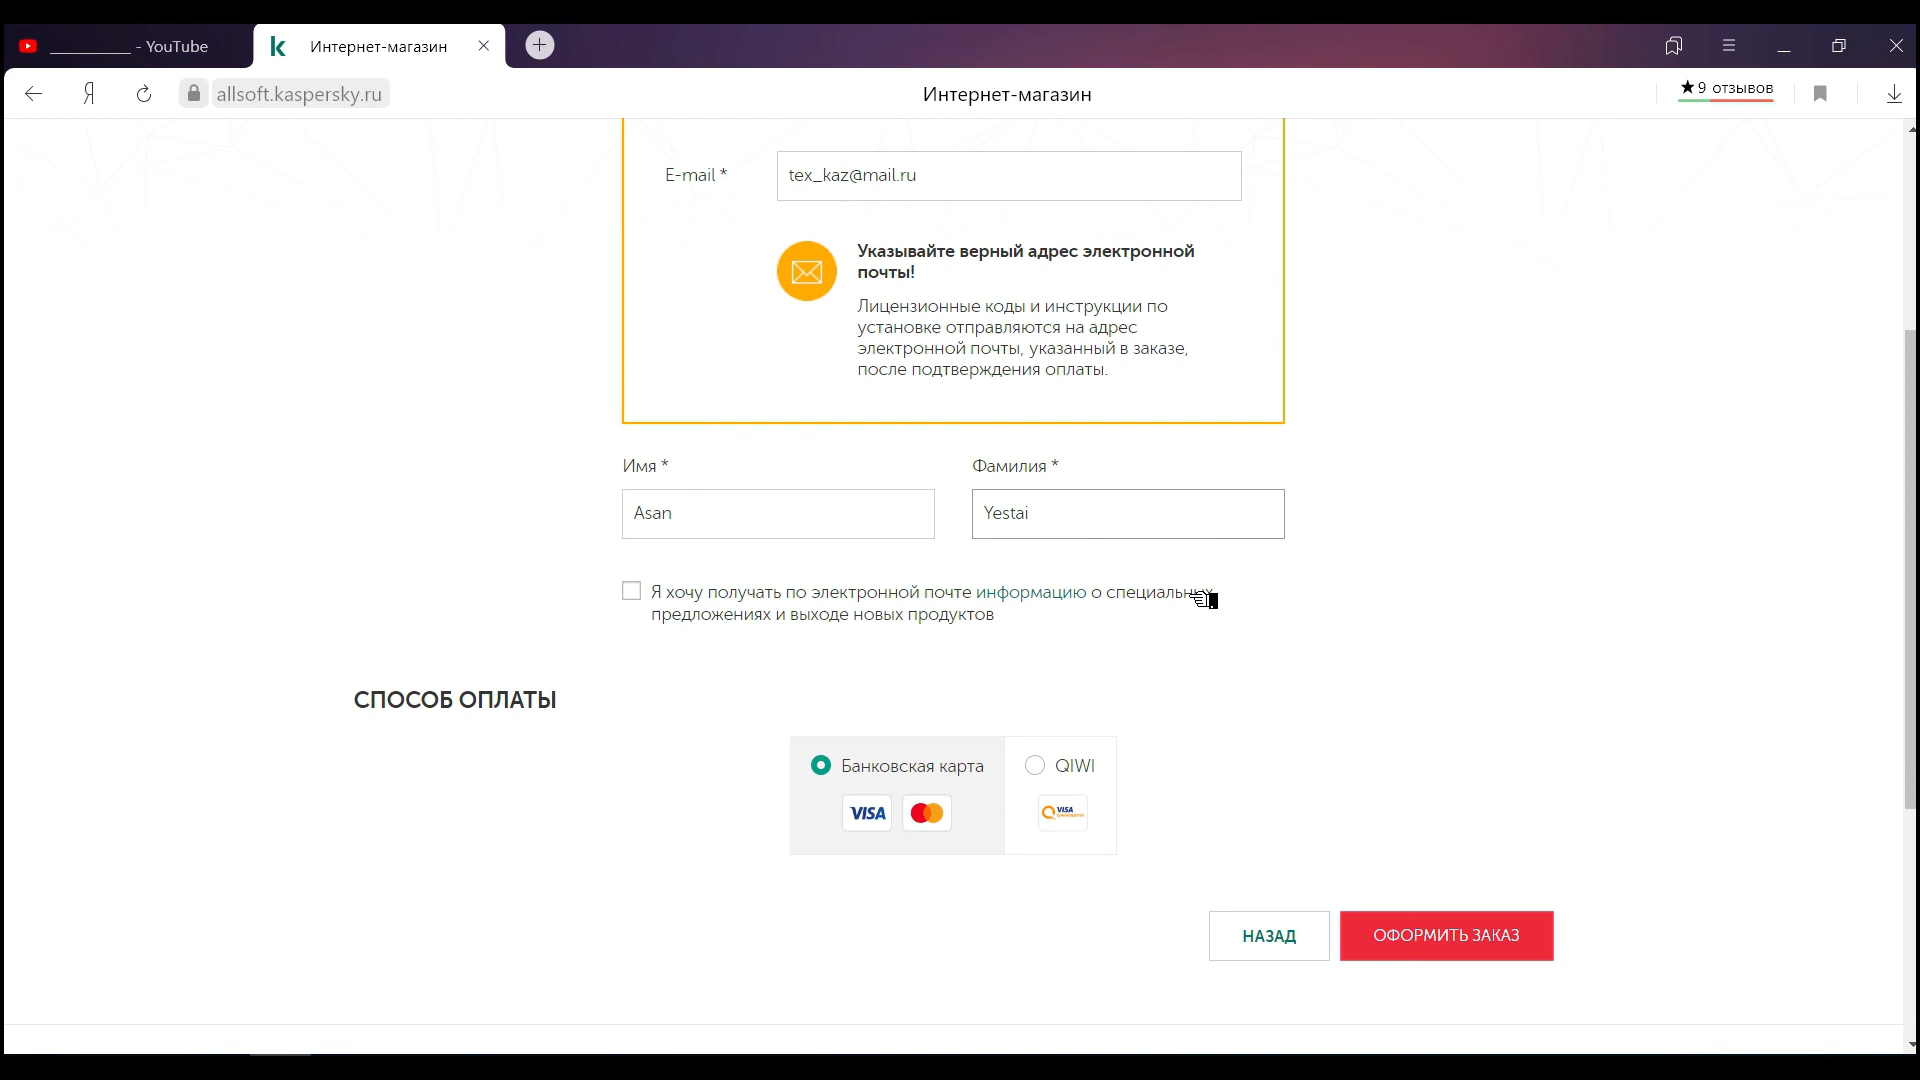 __________ - YouTube
Интернет-магазин
allsoft.kaspersky.ru
Интернет-магазин
★9 отзывов
E-mail *
tex_kaz@mail.ru
Указывайте верный адрес электронной
почты!
Лицензионные коды и инструкции по
установке отправляются на адрес
электронной почты, указанный в заказе,
после подтверждения оплаты.
Имя *
Фамилия *
Asan
Yestai
Я хочу получать по электронной почте информацию о специальных
предложениях и выходе новых продуктов
СПОСОБ ОПЛАТЫ
Банковская карта
QIWI
VISA
VISA
НАЗАД
ОФОРМИТЬ ЗАКАЗ